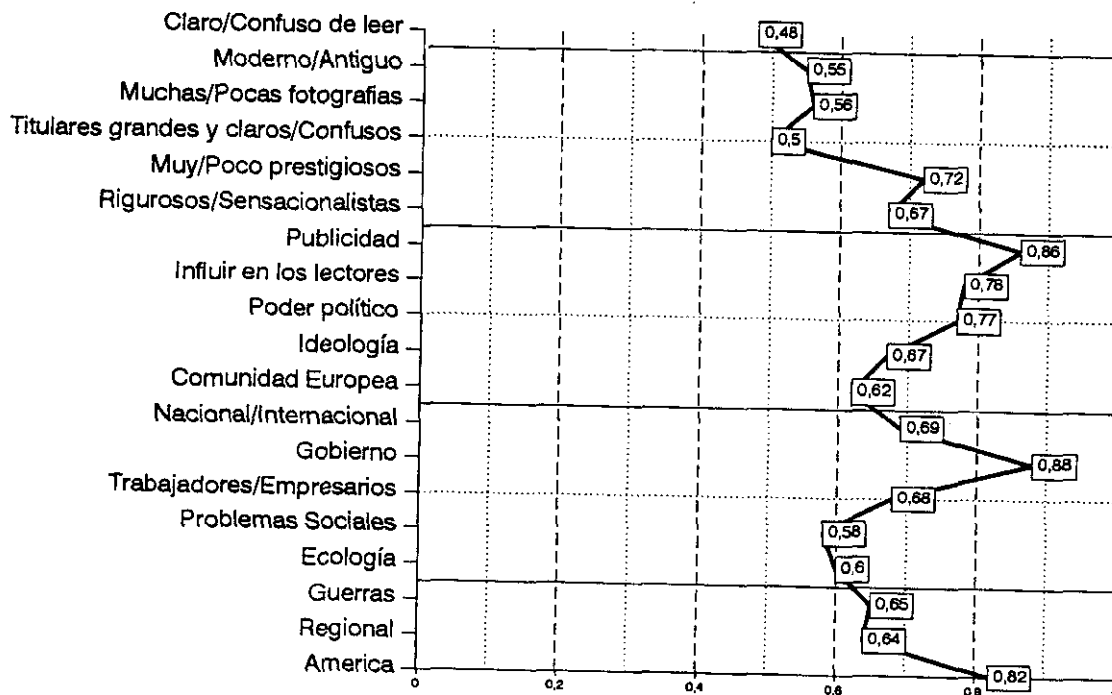 Claro/Confuso de leer
0,48
Moderno/Antiguo
0,55
Muchas/Pocas fotografias
0,56
Titulares grandes y claros/Confusos
0,5
Muy/Poco prestigiosos
0,72
Rigurosos/Sensacionalistas
0,67
Publicidad
0,86
Influir en los lectores
0,78
Poder político
0,77
Ideología
0,67
Comunidad Europea
0,62
Nacional/Internacional
0,69
Gobierno
0,88
Trabajadores/Empresarios
0,68
Problemas Sociales
0,58
Ecología
0,6
Guerras
0,65
Regional
0,64
America
0,82
0 0,2 0,4 0,6 0,8